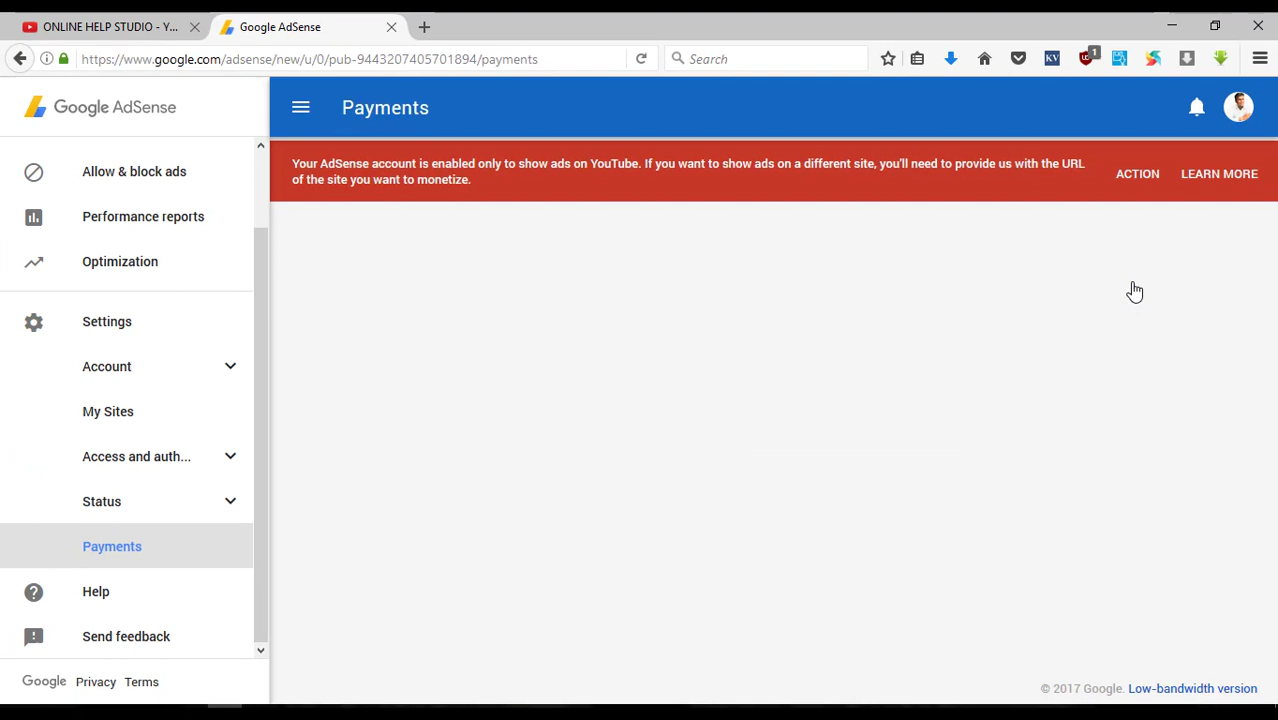 ONLINE HELP STUDIO - Y...
Google AdSense
https://www.google.com/adsense/new/u/0/pub-9443207405701894/payments
Search
KV
1
Google AdSense
Payments
Your AdSense account is enabled only to show ads on YouTube. If you want to show ads on a different site, you'll need to provide us with the URL
of the site you want to monetize.
ACTION
LEARN MORE
Allow & block ads
Performance reports
Optimization
Settings
Account
My Sites
Access and auth...
Status
Payments
Help
Send feedback
Google Privacy Terms
© 2017 Google. Low-bandwidth version